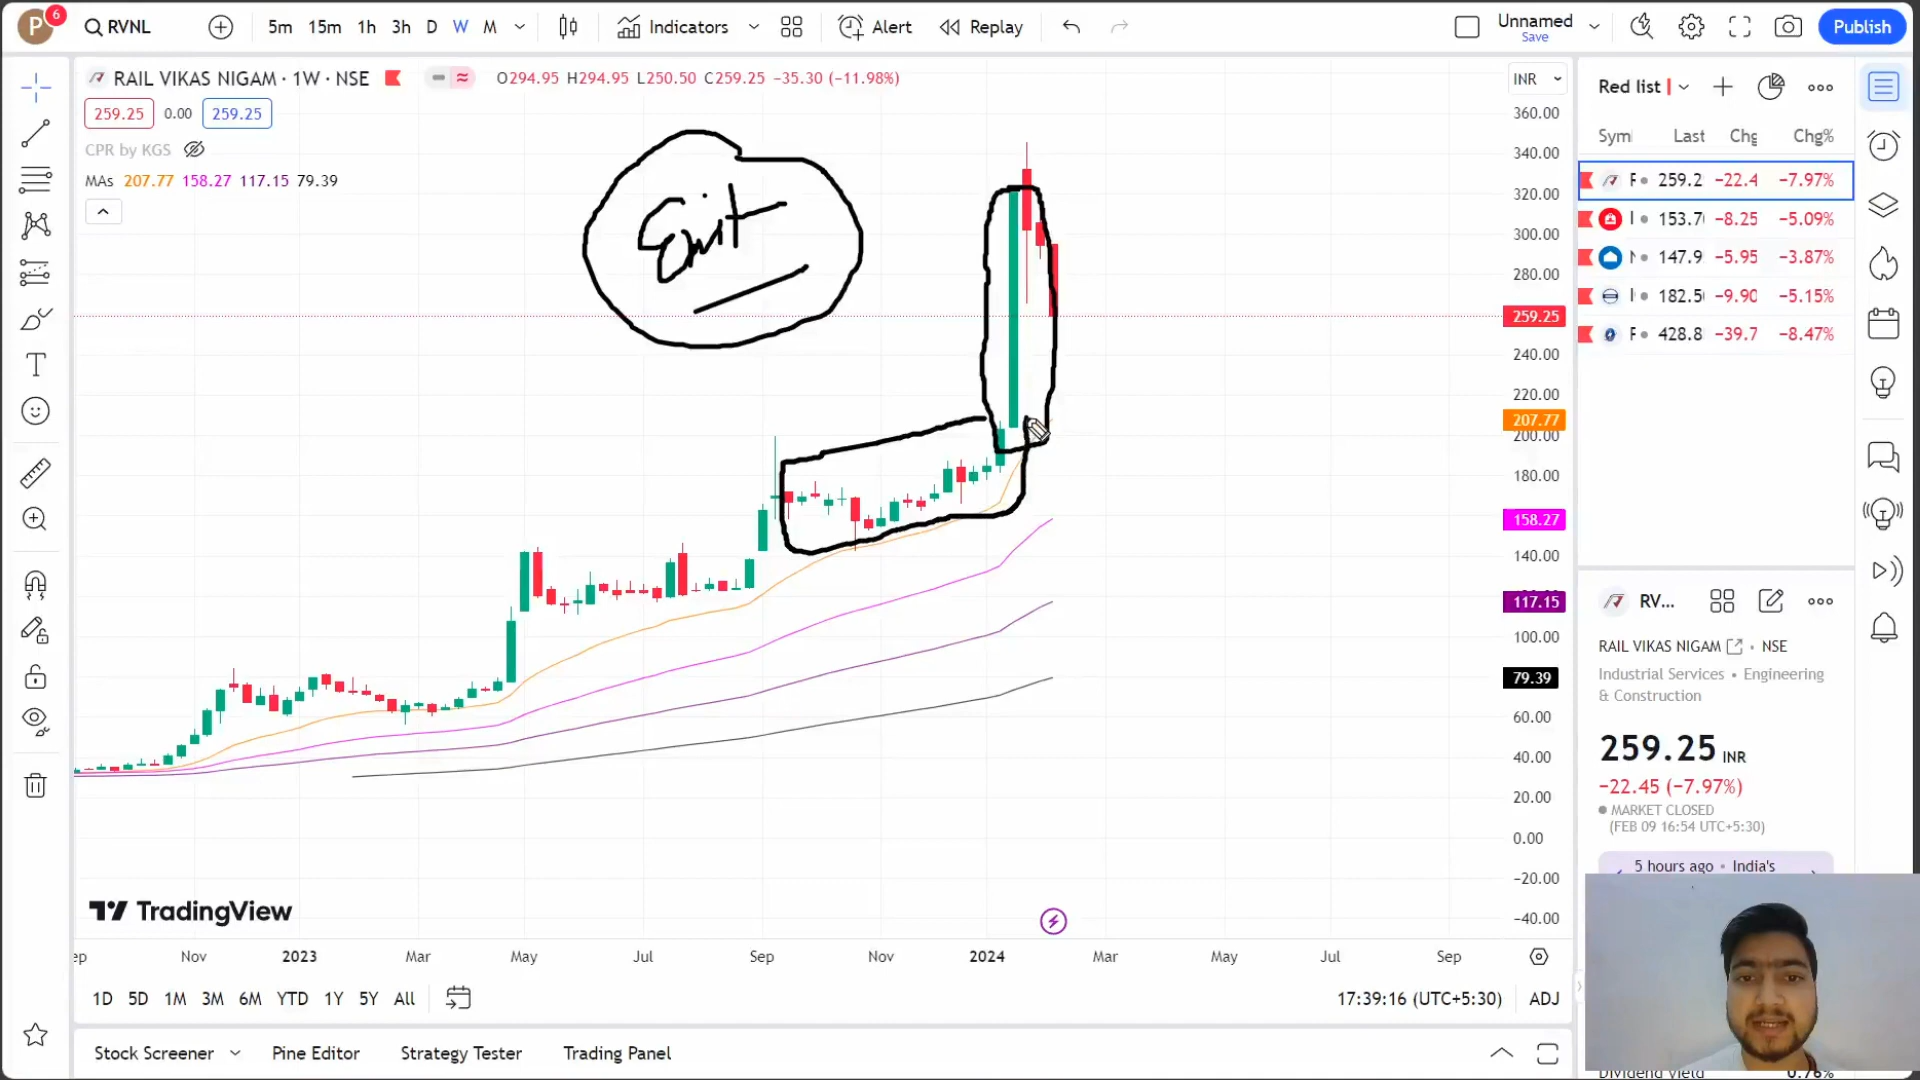 P 6 RVNL 5m 15m 1h 3h D W M Indicators Alert Replay Unnamed Save Publish
RAIL VIKAS NIGAM · 1W · NSE O294.95 H294.95 L250.50 C259.25 −35.30 (−11.98%)
259.25 0.00 259.25
CPR by KGS
MAs 207.77 158.27 117.15 79.39
Exit
INR
360.00
340.00
320.00
300.00
280.00
259.25
240.00
220.00
207.77
200.00
180.00
158.27
140.00
117.15
100.00
79.39
60.00
40.00
20.00
0.00
−20.00
−40.00
TradingView
Nov 2023 Mar May Jul Sep Nov 2024 Mar May Jul Sep
1D 5D 1M 3M 6M YTD 1Y 5Y All 17:39:16 (UTC+5:30) ADJ
Stock Screener Pine Editor Strategy Tester Trading Panel
Red list
Sym Last Chg Chg%
259.2 −22.4 −7.97%
153.7 −8.25 −5.09%
147.9 −5.95 −3.87%
182.5 −9.90 −5.15%
428.8 −39.7 −8.47%
RV...
RAIL VIKAS NIGAM · NSE
Industrial Services • Engineering
& Construction
259.25 INR
−22.45 (−7.97%)
MARKET CLOSED
(FEB 09 16:54 UTC+5:30)
5 hours ago • India's
Dividend yield 0.76%